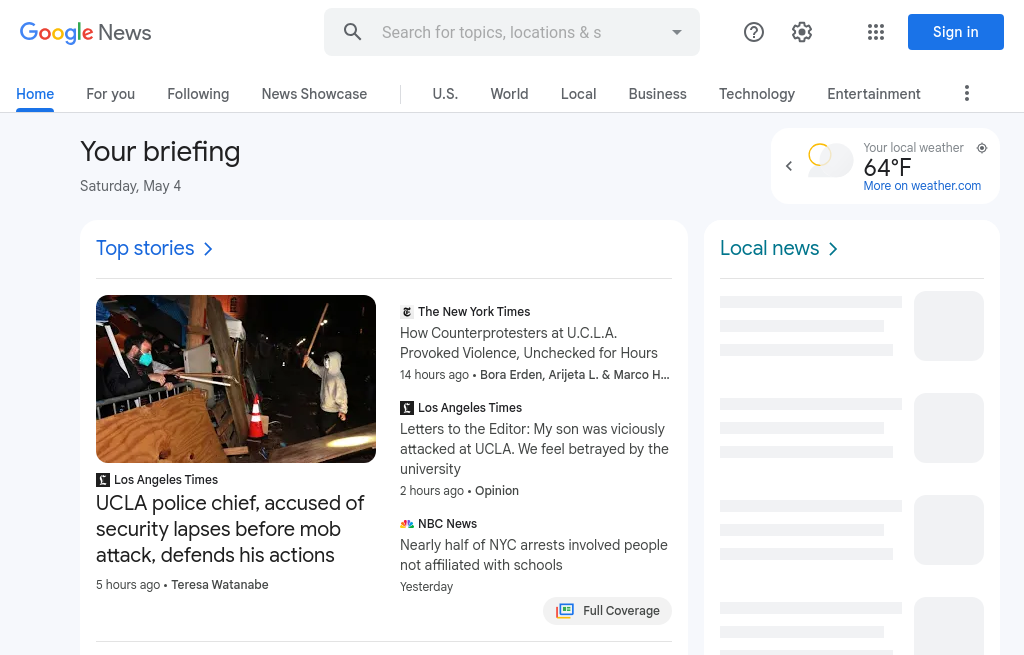 Google News
Search for topics, locations & s
Sign in
Home
For you
Following
News Showcase
U.S.
World
Local
Business
Technology
Entertainment
Your briefing
Saturday, May 4
Your local weather
64°F
More on weather.com
Top stories
Los Angeles Times
UCLA police chief, accused of
security lapses before mob
attack, defends his actions
5 hours ago • Teresa Watanabe
The New York Times
How Counterprotesters at U.C.L.A.
Provoked Violence, Unchecked for Hours
14 hours ago • Bora Erden, Arijeta L. & Marco H...
Los Angeles Times
Letters to the Editor: My son was viciously
attacked at UCLA. We feel betrayed by the
university
2 hours ago • Opinion
NBC News
Nearly half of NYC arrests involved people
not affiliated with schools
Yesterday
Full Coverage
Local news